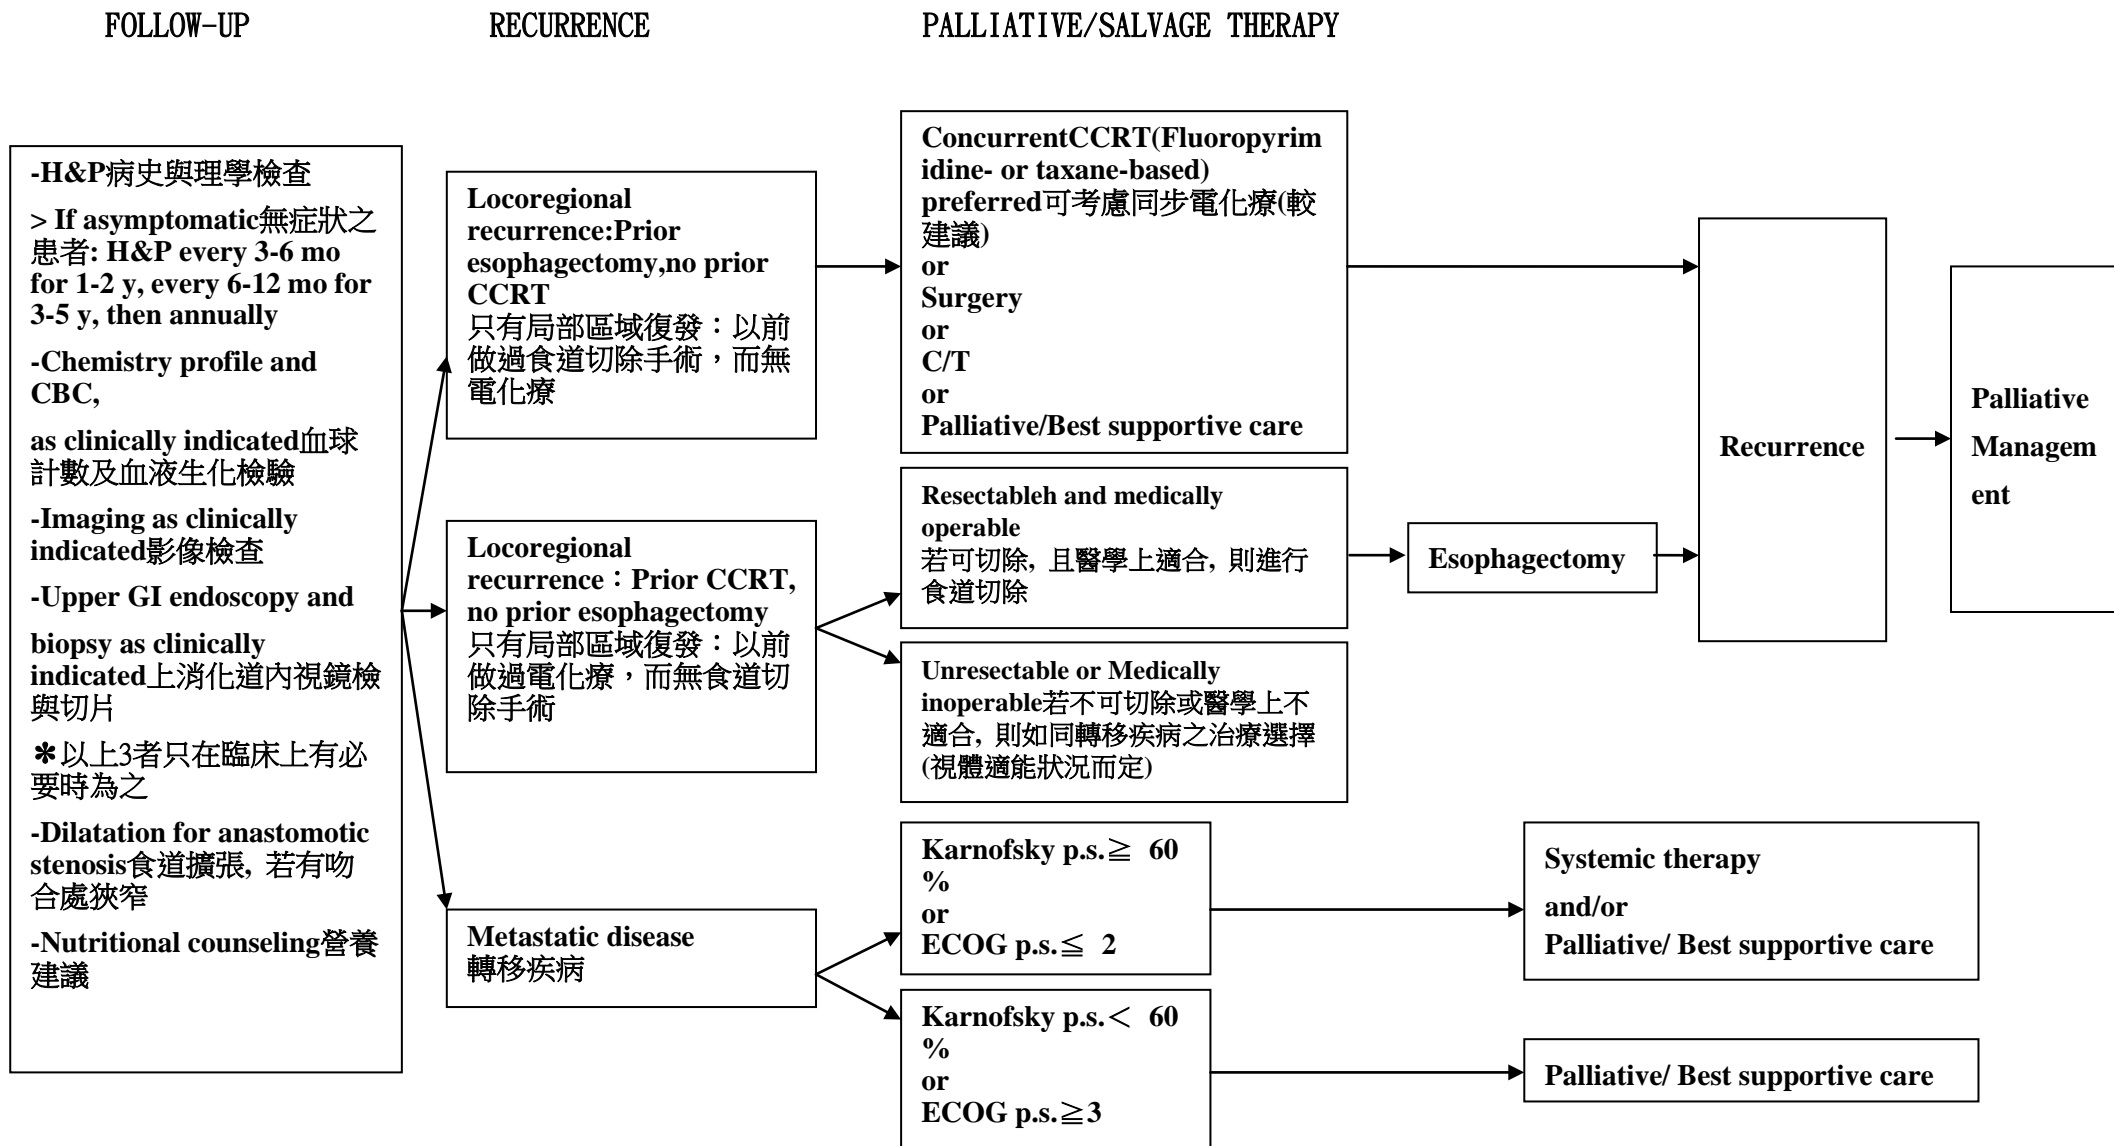 FOLLOW-UP
RECURRENCE
PALLIATIVE/SALVAGE THERAPY
-H&P病史與理學檢查
> If asymptomatic無症狀之
患者: H&P every 3-6 mo
for 1-2 y, every 6-12 mo for
3-5 y, then annually
-Chemistry profile and
CBC,
as clinically indicated血球
計數及血液生化檢驗
-Imaging as clinically
indicated影像檢查
-Upper GI endoscopy and
biopsy as clinically
indicated上消化道內視鏡檢
與切片
✱以上3者只在臨床上有必
要時為之
-Dilatation for anastomotic
stenosis食道擴張, 若有吻
合處狹窄
-Nutritional counseling營養
建議
Locoregional
recurrence:Prior
esophagectomy,no prior
CCRT
只有局部區域復發：以前
做過食道切除手術，而無
電化療
Locoregional
recurrence：Prior CCRT,
no prior esophagectomy
只有局部區域復發：以前
做過電化療，而無食道切
除手術
Metastatic disease
轉移疾病
ConcurrentCCRT(Fluoropyrim
idine- or taxane-based)
preferred可考慮同步電化療(較
建議)
or
Surgery
or
C/T
or
Palliative/Best supportive care
Resectableh and medically
operable
若可切除, 且醫學上適合, 則進行
食道切除
Unresectable or Medically
inoperable若不可切除或醫學上不
適合, 則如同轉移疾病之治療選擇
(視體適能狀況而定)
Karnofsky p.s.≧ 60
%
or
ECOG p.s.≦ 2
Karnofsky p.s.＜ 60
%
or
ECOG p.s.≧3
Esophagectomy
Recurrence
Palliative
Managem
ent
Systemic therapy
and/or
Palliative/ Best supportive care
Palliative/ Best supportive care